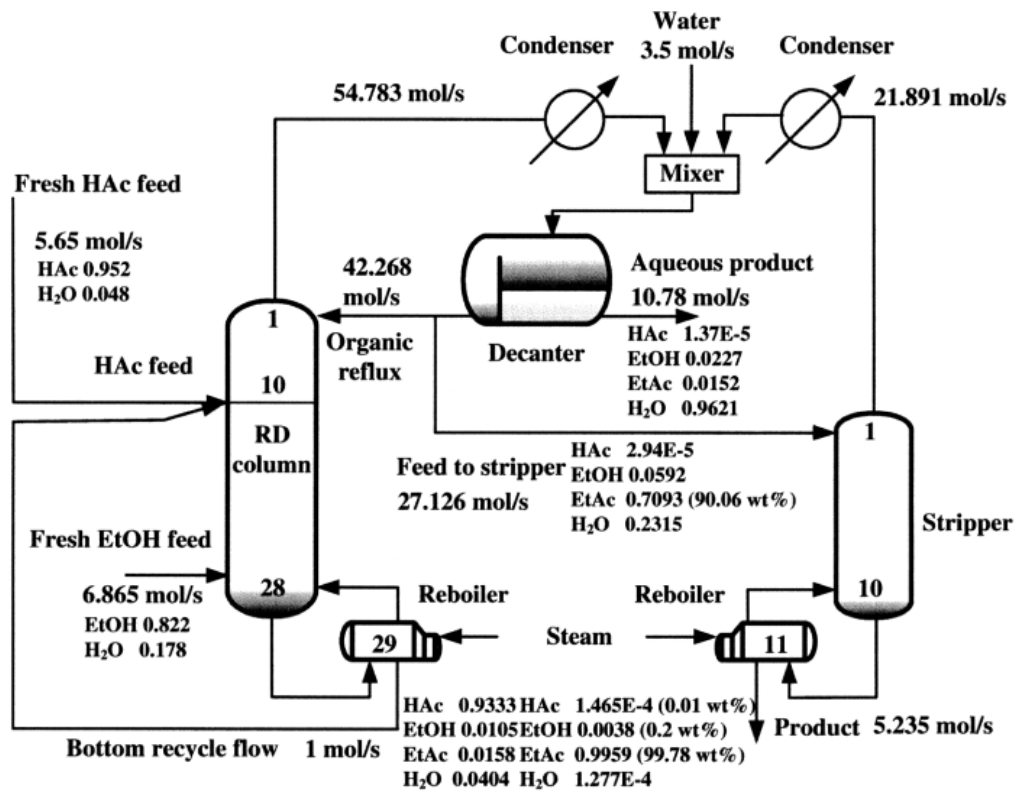 Water
3.5 mol/s
Condenser
Condenser
54.783 mol/s
21.891 mol/s
Mixer
Fresh HAc feed
5.65 mol/s
HAc 0.952
H₂O 0.048
42.268
mol/s
Aqueous product
10.78 mol/s
HAc 1.37E-5
EtOH 0.0227
EtAc 0.0152
H₂O 0.9621
Decanter
Organic
reflux
1
HAc feed
10
RD
column
Feed to stripper
27.126 mol/s
HAc 2.94E-5
EtOH 0.0592
EtAc 0.7093 (90.06 wt%)
H₂O 0.2315
1
Stripper
10
Fresh EtOH feed
6.865 mol/s
EtOH 0.822
H₂O 0.178
28
Reboiler
29
Steam
Reboiler
11
HAc 0.9333 HAc 1.465E-4 (0.01 wt%)
EtOH 0.0105 EtOH 0.0038 (0.2 wt%)
EtAc 0.0158 EtAc 0.9959 (99.78 wt%)
H₂O 0.0404 H₂O 1.277E-4
Product 5.235 mol/s
Bottom recycle flow 1 mol/s